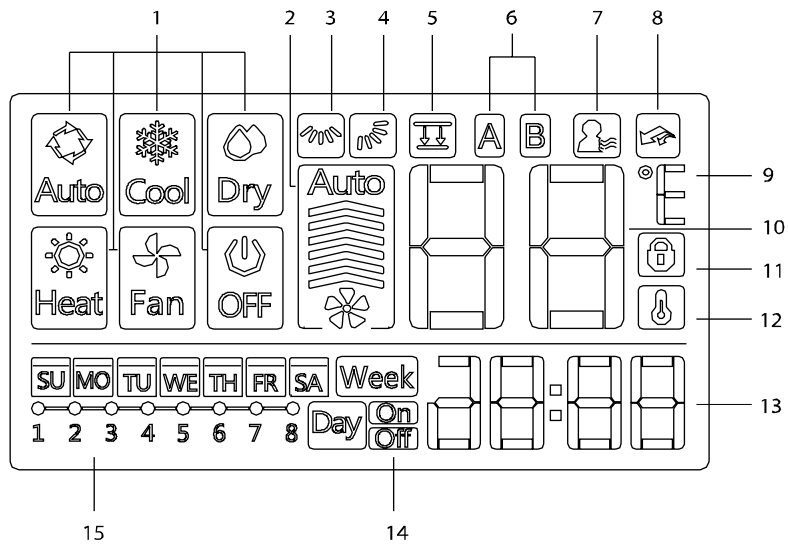 1 2 3 4 5 6 7 8
A B
Auto Cool Dry Auto
9
10
11
Heat Fan OFF
12
SU MO TU WE TH FR SA Week
Day On
Off
13
1 2 3 4 5 6 7 8
15 14